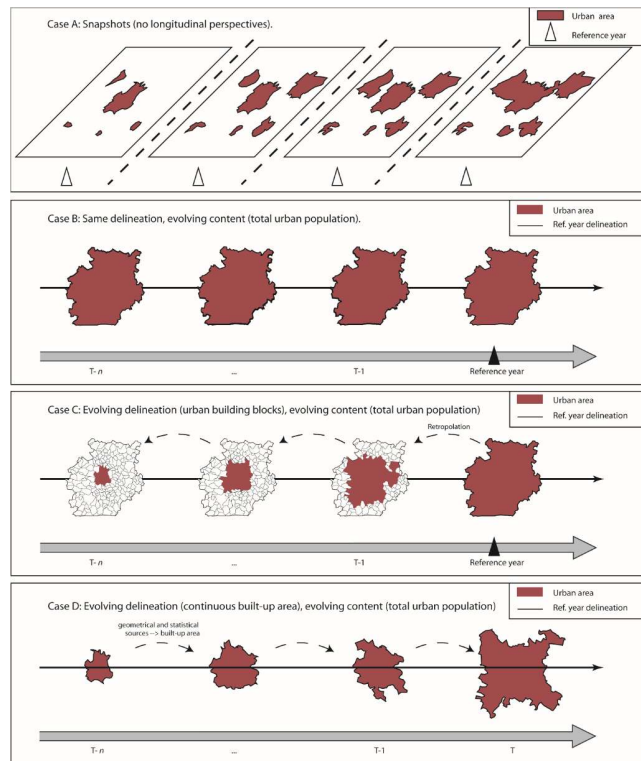 Case A: Snapshots (no longitudinal perspectives).
Urban area
Reference year
Case B: Same delineation, evolving content (total urban population).
Urban area
Ref. year delineation
T- n
...
T-1
Reference year
Case C: Evolving delineation (urban building blocks), evolving content (total urban population)
Urban area
Ref. year delineation
Retropolation
T- n
...
T-1
Reference year
Case D: Evolving delineation (continuous built-up area), evolving content (total urban population)
Urban area
Ref. year delineation
geometrical and statistical
sources --> built-up area
T- n
...
T-1
T